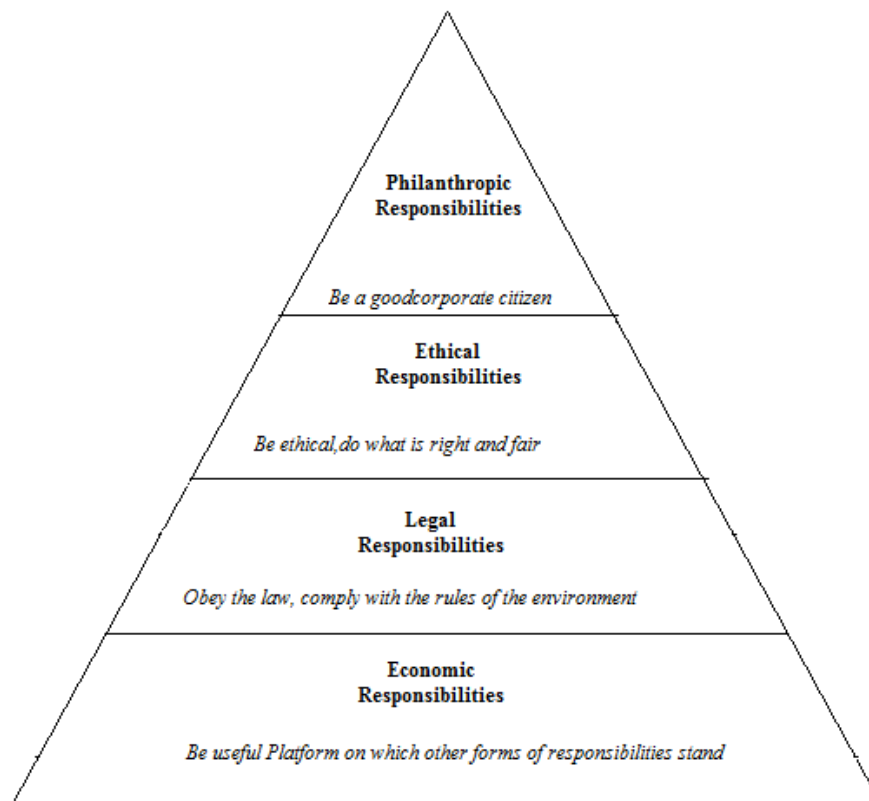 Philanthropic
Responsibilities
Be a goodcorporate citizen
Ethical
Responsibilities
Be ethical,do what is right and fair
Legal
Responsibilities
Obey the law, comply with the rules of the environment
Economic
Responsibilities
Be useful Platform on which other forms of responsibilities stand